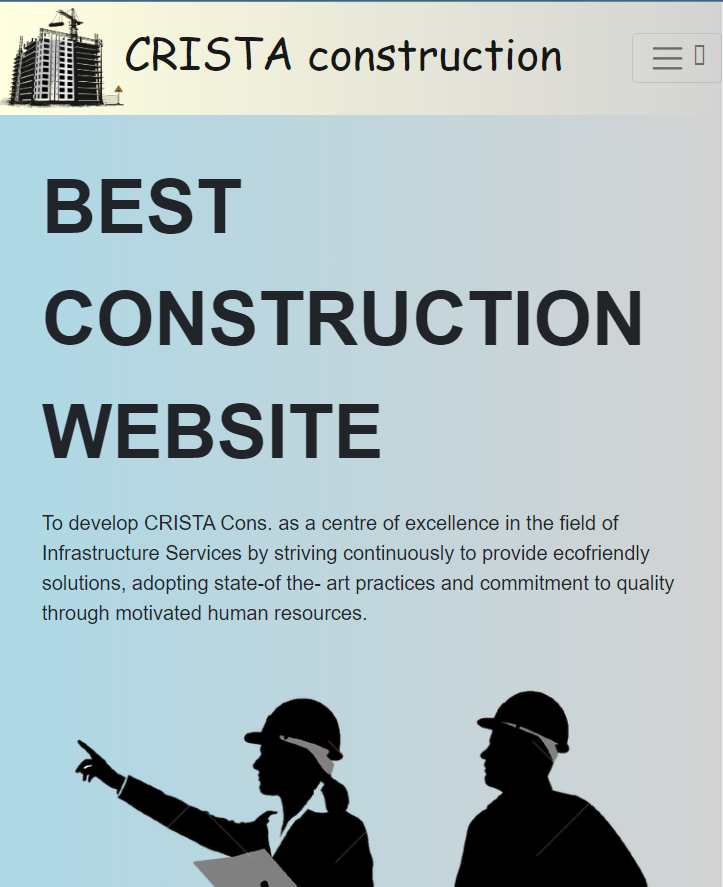 CRISTA construction
BEST
CONSTRUCTION
WEBSITE
To develop CRISTA Cons. as a centre of excellence in the field of
Infrastructure Services by striving continuously to provide ecofriendly
solutions, adopting state-of the- art practices and commitment to quality
through motivated human resources.